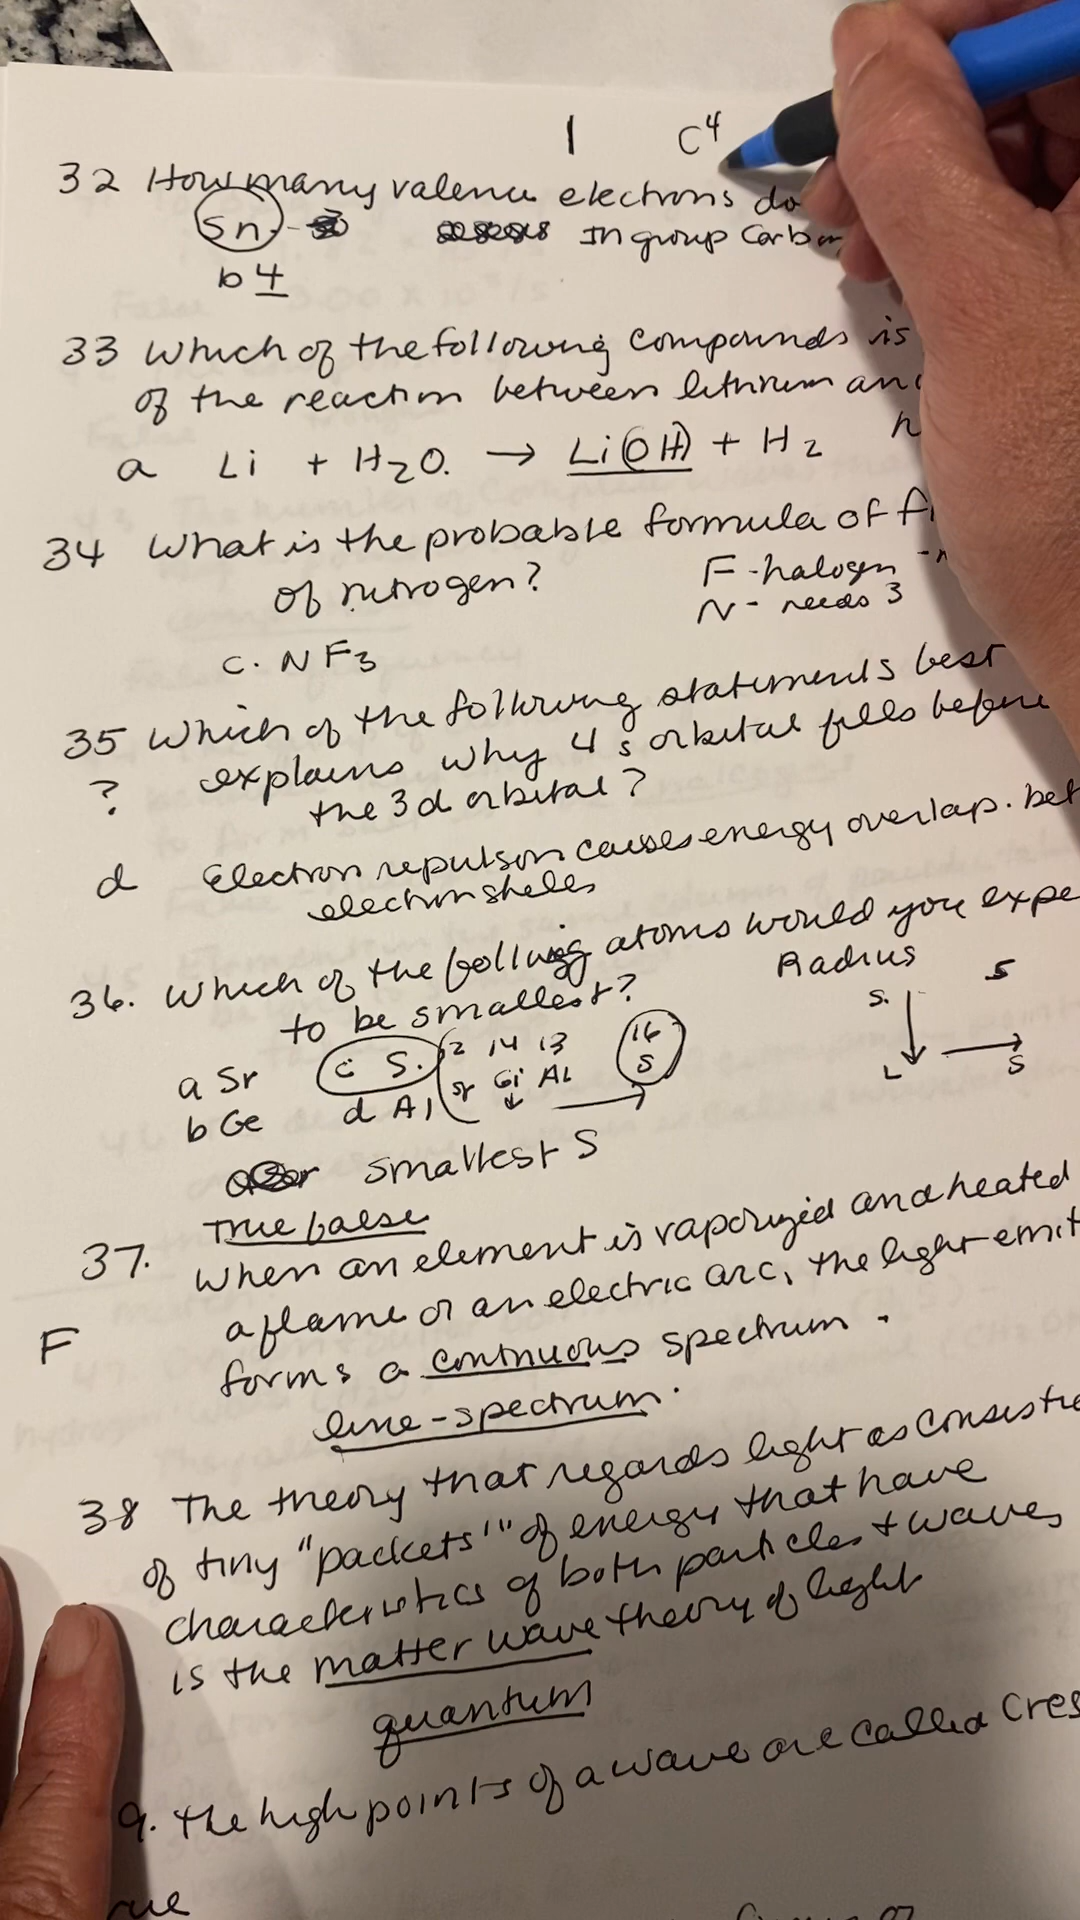 1 C⁴
32 How many valence electrons do
Sn. - In group Carbon
b 4
33 Which of the following compounds is
of the reaction between lithium and
a Li + H2O. → Li(OH) + H2
34 What is the probable formula of
of nitrogen?
F - halogen
N - needs 3
c. NF3
35 Which of the following statements best
? explains why 4s orbital fills before
the 3d orbital?
d Electron repulson causes energy overlap. bet
electron shells
36. Which of the following atoms would you expe
to be smallest?
Radius
S
a Sr
c S.
2 14 13
16
S
S.
L
S
b Ge
d Al
Sr Gi AL
smallest S
True false
37. When an element is vaporized and heated
a flame or an electric arc, the light emit
F forms a continuous spectrum.
line-spectrum.
38 The theory that regards light as consisti
of tiny "packets'" of energy that have
characteristics of both particles + waves
is the matter wave theory of light
quantum
9. the high points of a wave are called Cres
rue